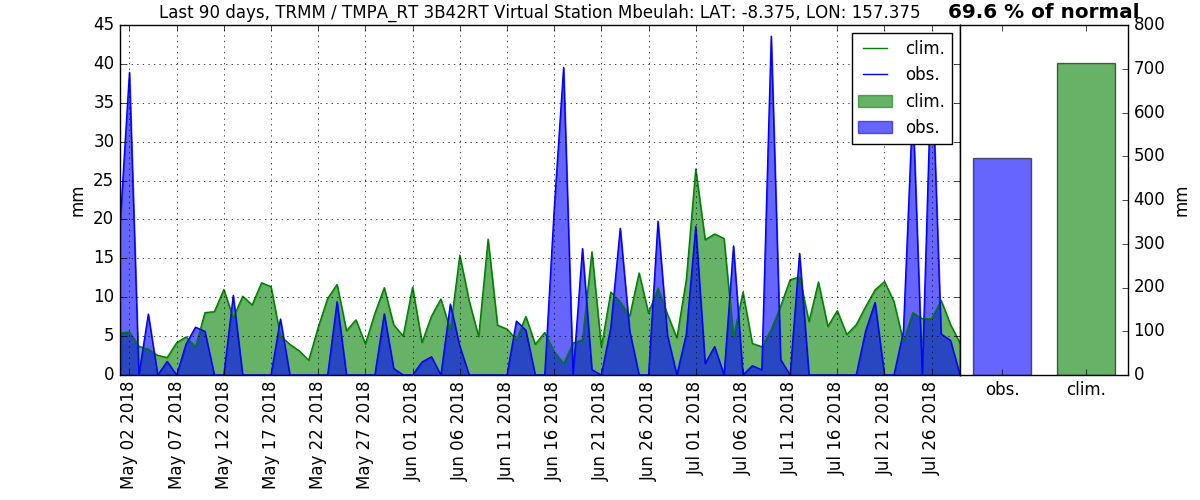 Last 90 days, TRMM / TMPA_RT 3B42RT Virtual Station Mbeulah: LAT: -8.375, LON: 157.375
69.6 % of normal
45
40
35
30
25
20
15
10
5
0
mm
clim.
obs.
clim.
obs.
800
700
600
500
400
300
200
100
0
mm
obs.
clim.
May 02 2018
May 07 2018
May 12 2018
May 17 2018
May 22 2018
May 27 2018
Jun 01 2018
Jun 06 2018
Jun 11 2018
Jun 16 2018
Jun 21 2018
Jun 26 2018
Jul 01 2018
Jul 06 2018
Jul 11 2018
Jul 16 2018
Jul 21 2018
Jul 26 2018